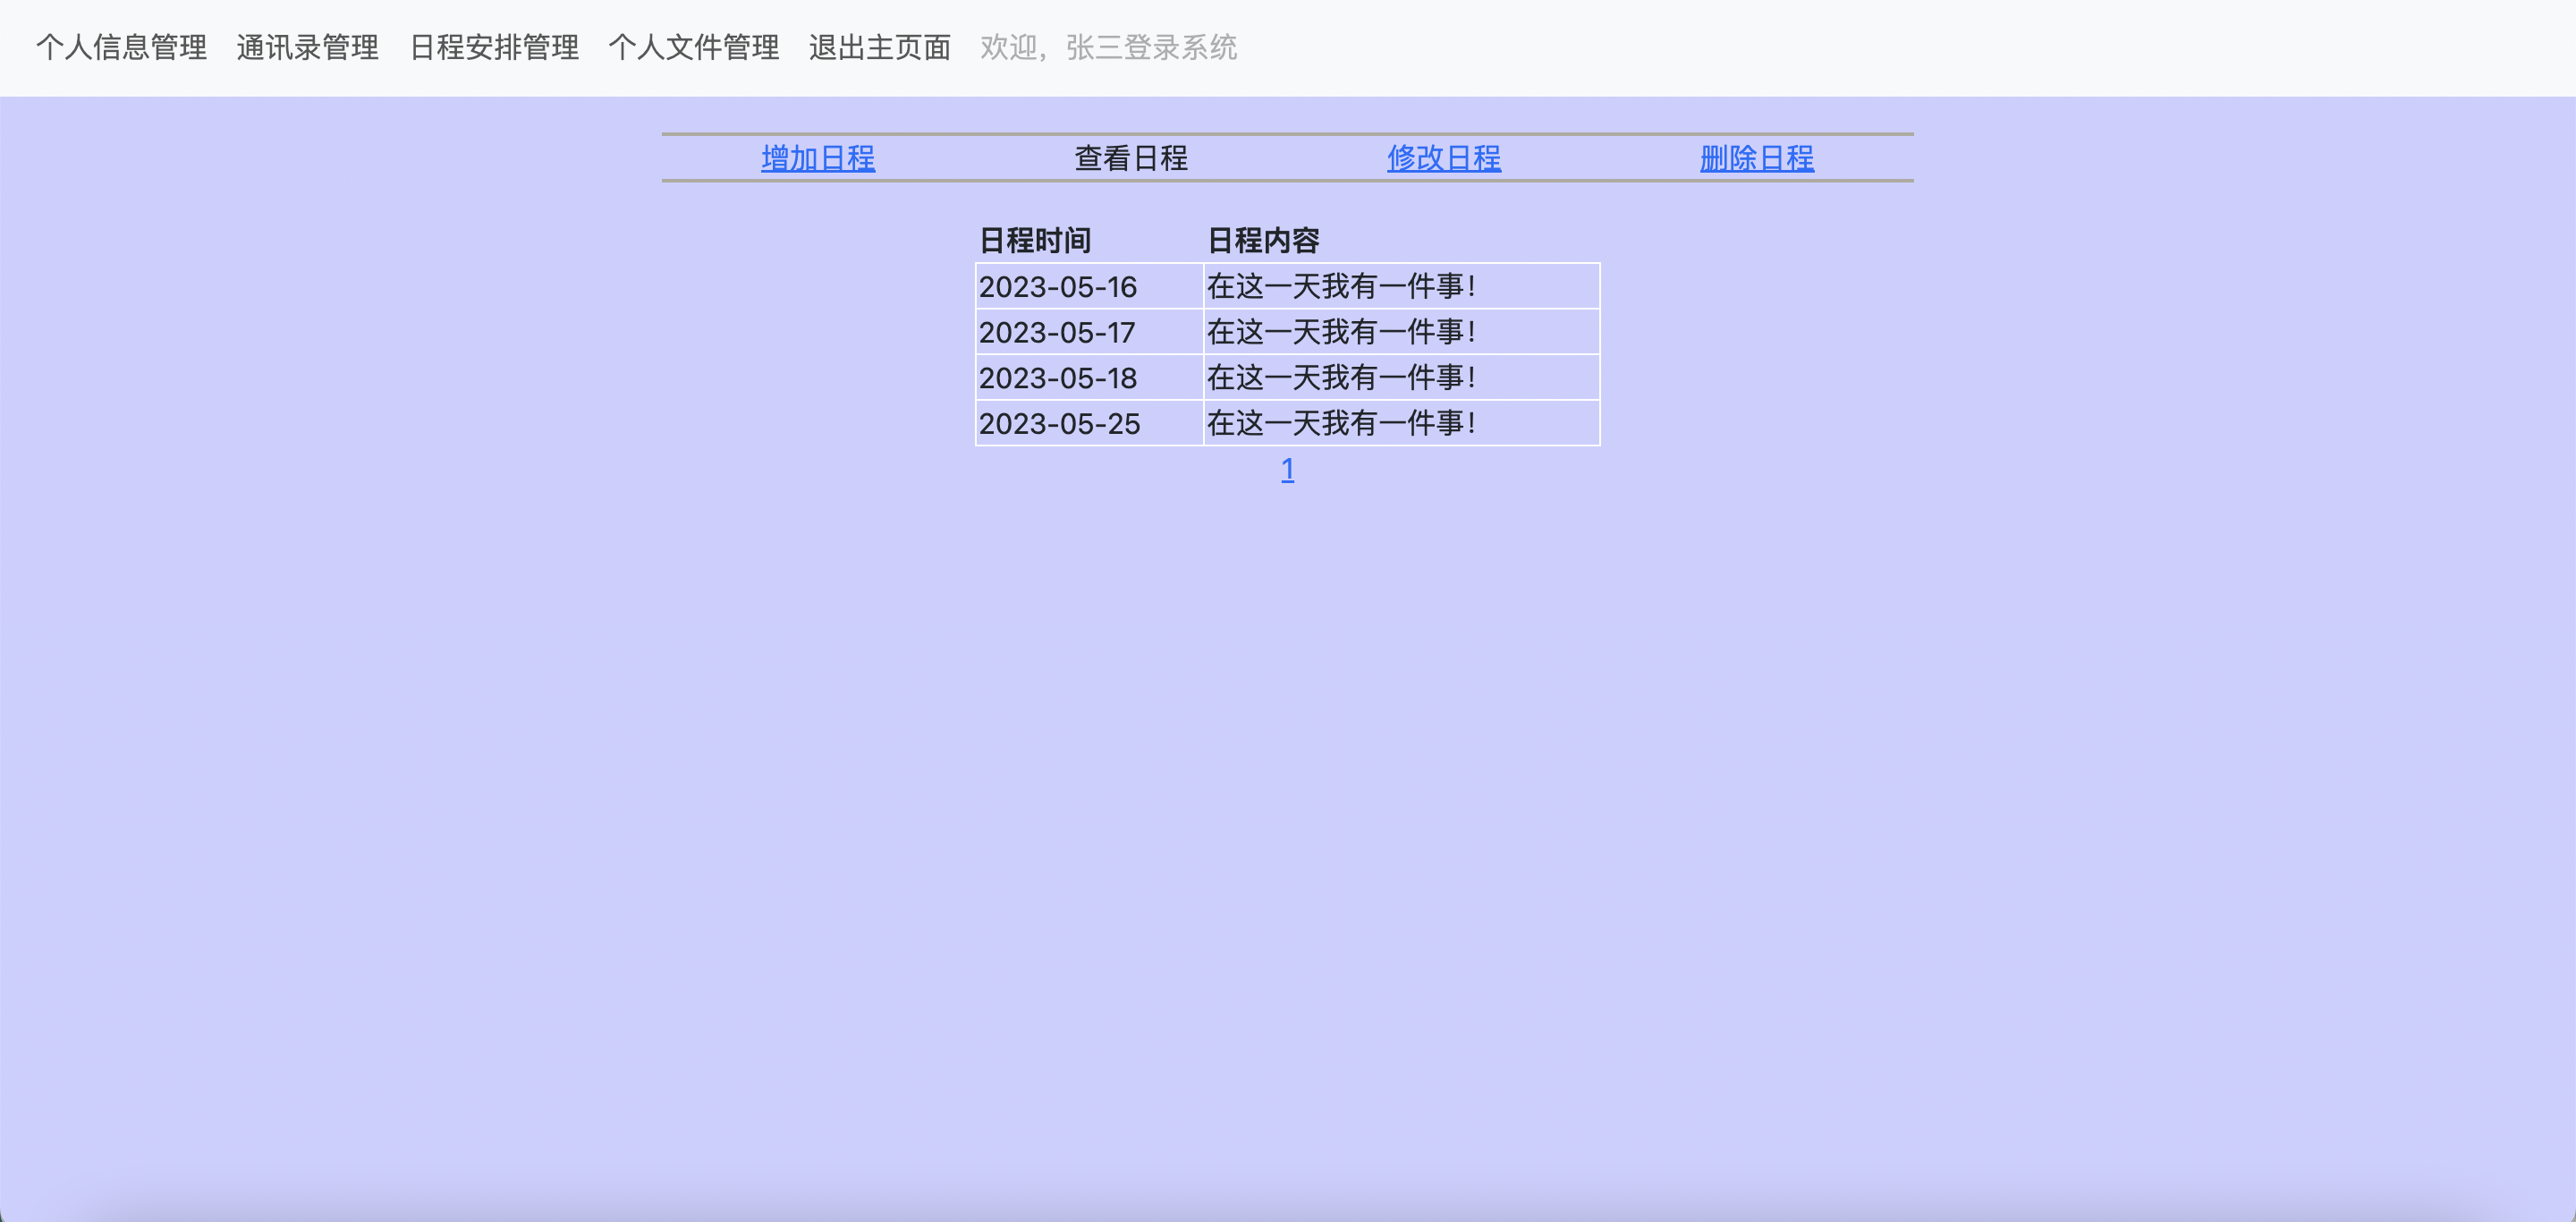 个人信息管理 通讯录管理 日程安排管理 个人文件管理 退出主页面 欢迎，张三登录系统
增加日程 查看日程 修改日程 删除日程
日程时间 日程内容
2023-05-16 在这一天我有一件事！
2023-05-17 在这一天我有一件事！
2023-05-18 在这一天我有一件事！
2023-05-25 在这一天我有一件事！
1